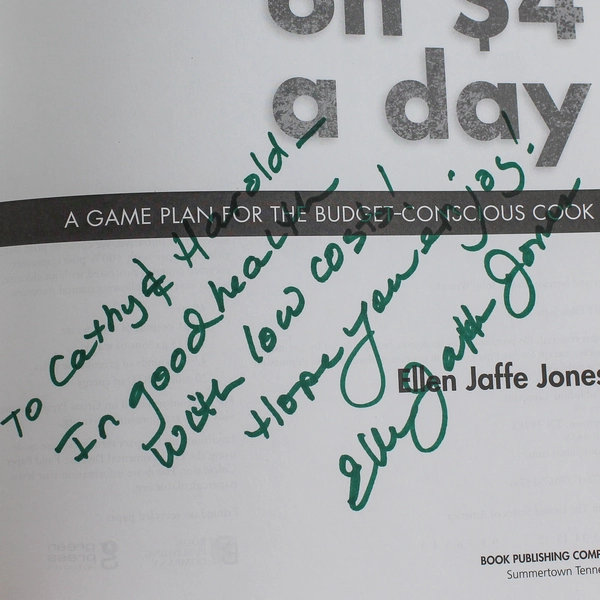 on $4
a day
A GAME PLAN FOR THE BUDGET-CONSCIOUS COOK
To Cathy & Harold –
In good health
with low costs!
Hope you enjoy!
Ellen Jaffe Jones
Ellen Jaffe Jones
BOOK PUBLISHING COMP
Summertown Tenne